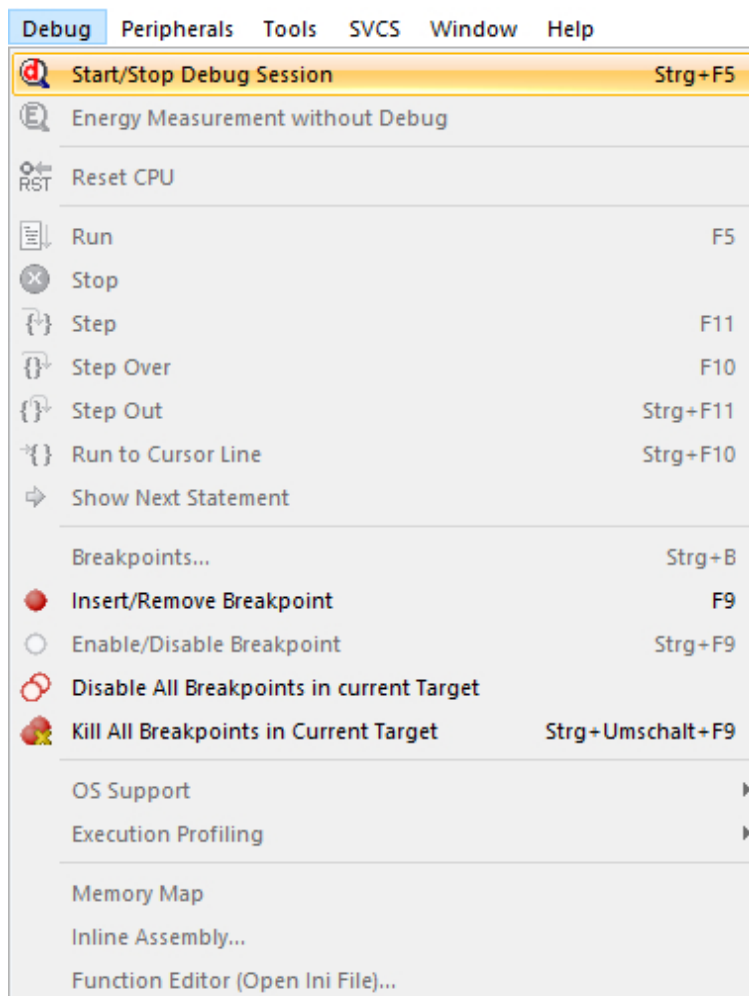 Debug Peripherals Tools SVCS Window Help
d Start/Stop Debug Session Strg+F5
E Energy Measurement without Debug
RST Reset CPU
Run F5
Stop
{} Step F11
{} Step Over F10
{} Step Out Strg+F11
{} Run to Cursor Line Strg+F10
Show Next Statement
Breakpoints... Strg+B
Insert/Remove Breakpoint F9
Enable/Disable Breakpoint Strg+F9
Disable All Breakpoints in current Target
Kill All Breakpoints in Current Target Strg+Umschalt+F9
OS Support
Execution Profiling
Memory Map
Inline Assembly...
Function Editor (Open Ini File)...